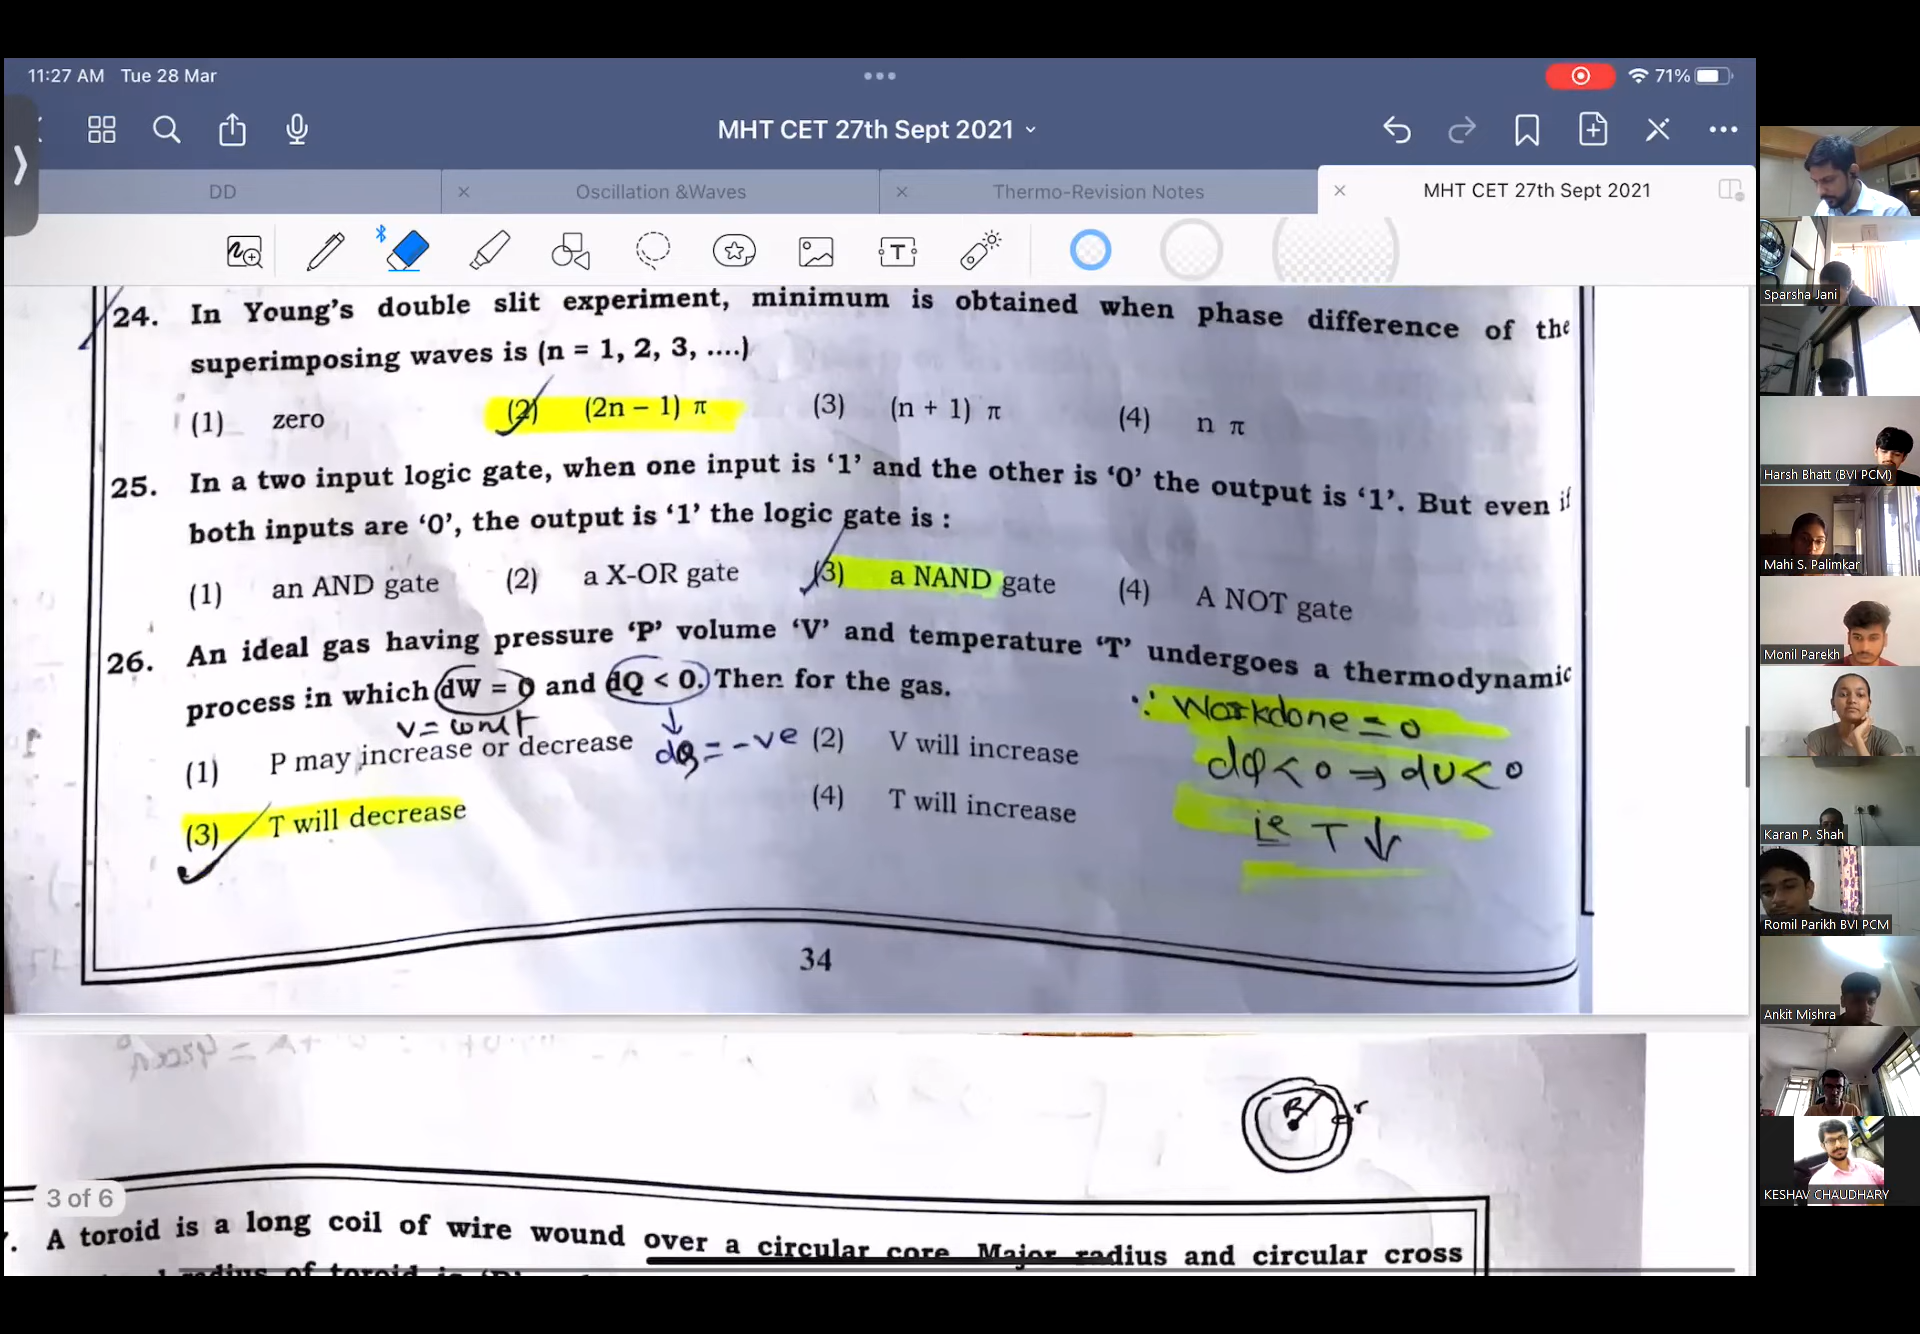 11:27 AM Tue 28 Mar
71%
MHT CET 27th Sept 2021
DD
Oscillation &Waves
Thermo-Revision Notes
MHT CET 27th Sept 2021
24. In Young's double slit experiment, minimum is obtained when phase difference of the
superimposing waves is (n = 1, 2, 3, ....)
(1) zero (2) (2n − 1) π (3) (n + 1) π (4) n π
25. In a two input logic gate, when one input is '1' and the other is '0' the output is '1'. But even if
both inputs are '0', the output is '1' the logic gate is :
(1) an AND gate (2) a X-OR gate (3) a NAND gate (4) A NOT gate
26. An ideal gas having pressure 'P' volume 'V' and temperature 'T' undergoes a thermodynamic
process in which dW = 0 and dQ < 0. Then for the gas.
∵ Workdone = 0
V = const
(1) P may increase or decrease dQ = -ve (2) V will increase
dQ < 0 ⇒ dU < 0
(3) T will decrease (4) T will increase
ie T ↓
34
R r
3 of 6
. A toroid is a long coil of wire wound over a circular core. Major radius and circular cross
radius of toroid is
Sparsha Jani
Harsh Bhatt (BVI PCM)
Mahi S. Palimkar
Monil Parekh
Karan P. Shah
Romil Parikh BVI PCM
Ankit Mishra
KESHAV CHAUDHARY